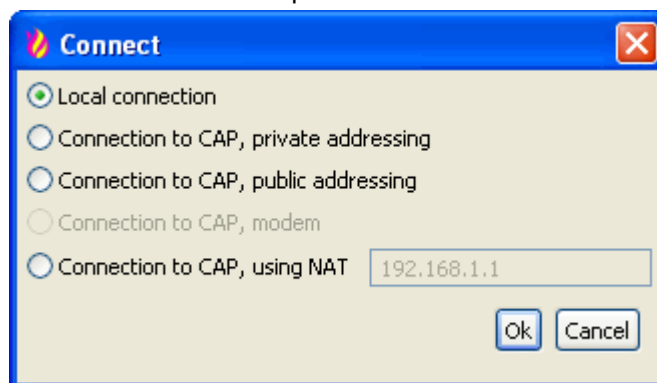 Connect
Local connection
Connection to CAP, private addressing
Connection to CAP, public addressing
Connection to CAP, modem
Connection to CAP, using NAT 192.168.1.1
Ok Cancel